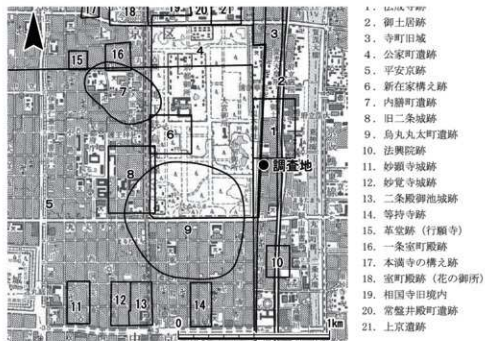 17
18
19
20
21
4
3
15
16
2
7
6
1
調査地
8
5
9
10
11
12
13
14
0
1km
1. 法成寺跡
2. 御土居跡
3. 寺町旧域
4. 公家町遺跡
5. 平安京跡
6. 新在家構え跡
7. 内膳町遺跡
8. 旧二条城跡
9. 烏丸丸太町遺跡
10. 法興院跡
11. 妙顕寺城跡
12. 妙覚寺城跡
13. 二条殿御池城跡
14. 等持寺跡
15. 革堂跡（行願寺）
16. 一条室町殿跡
17. 本満寺の構え跡
18. 室町殿跡（花の御所）
19. 相国寺旧境内
20. 常盤井殿町遺跡
21. 上京遺跡